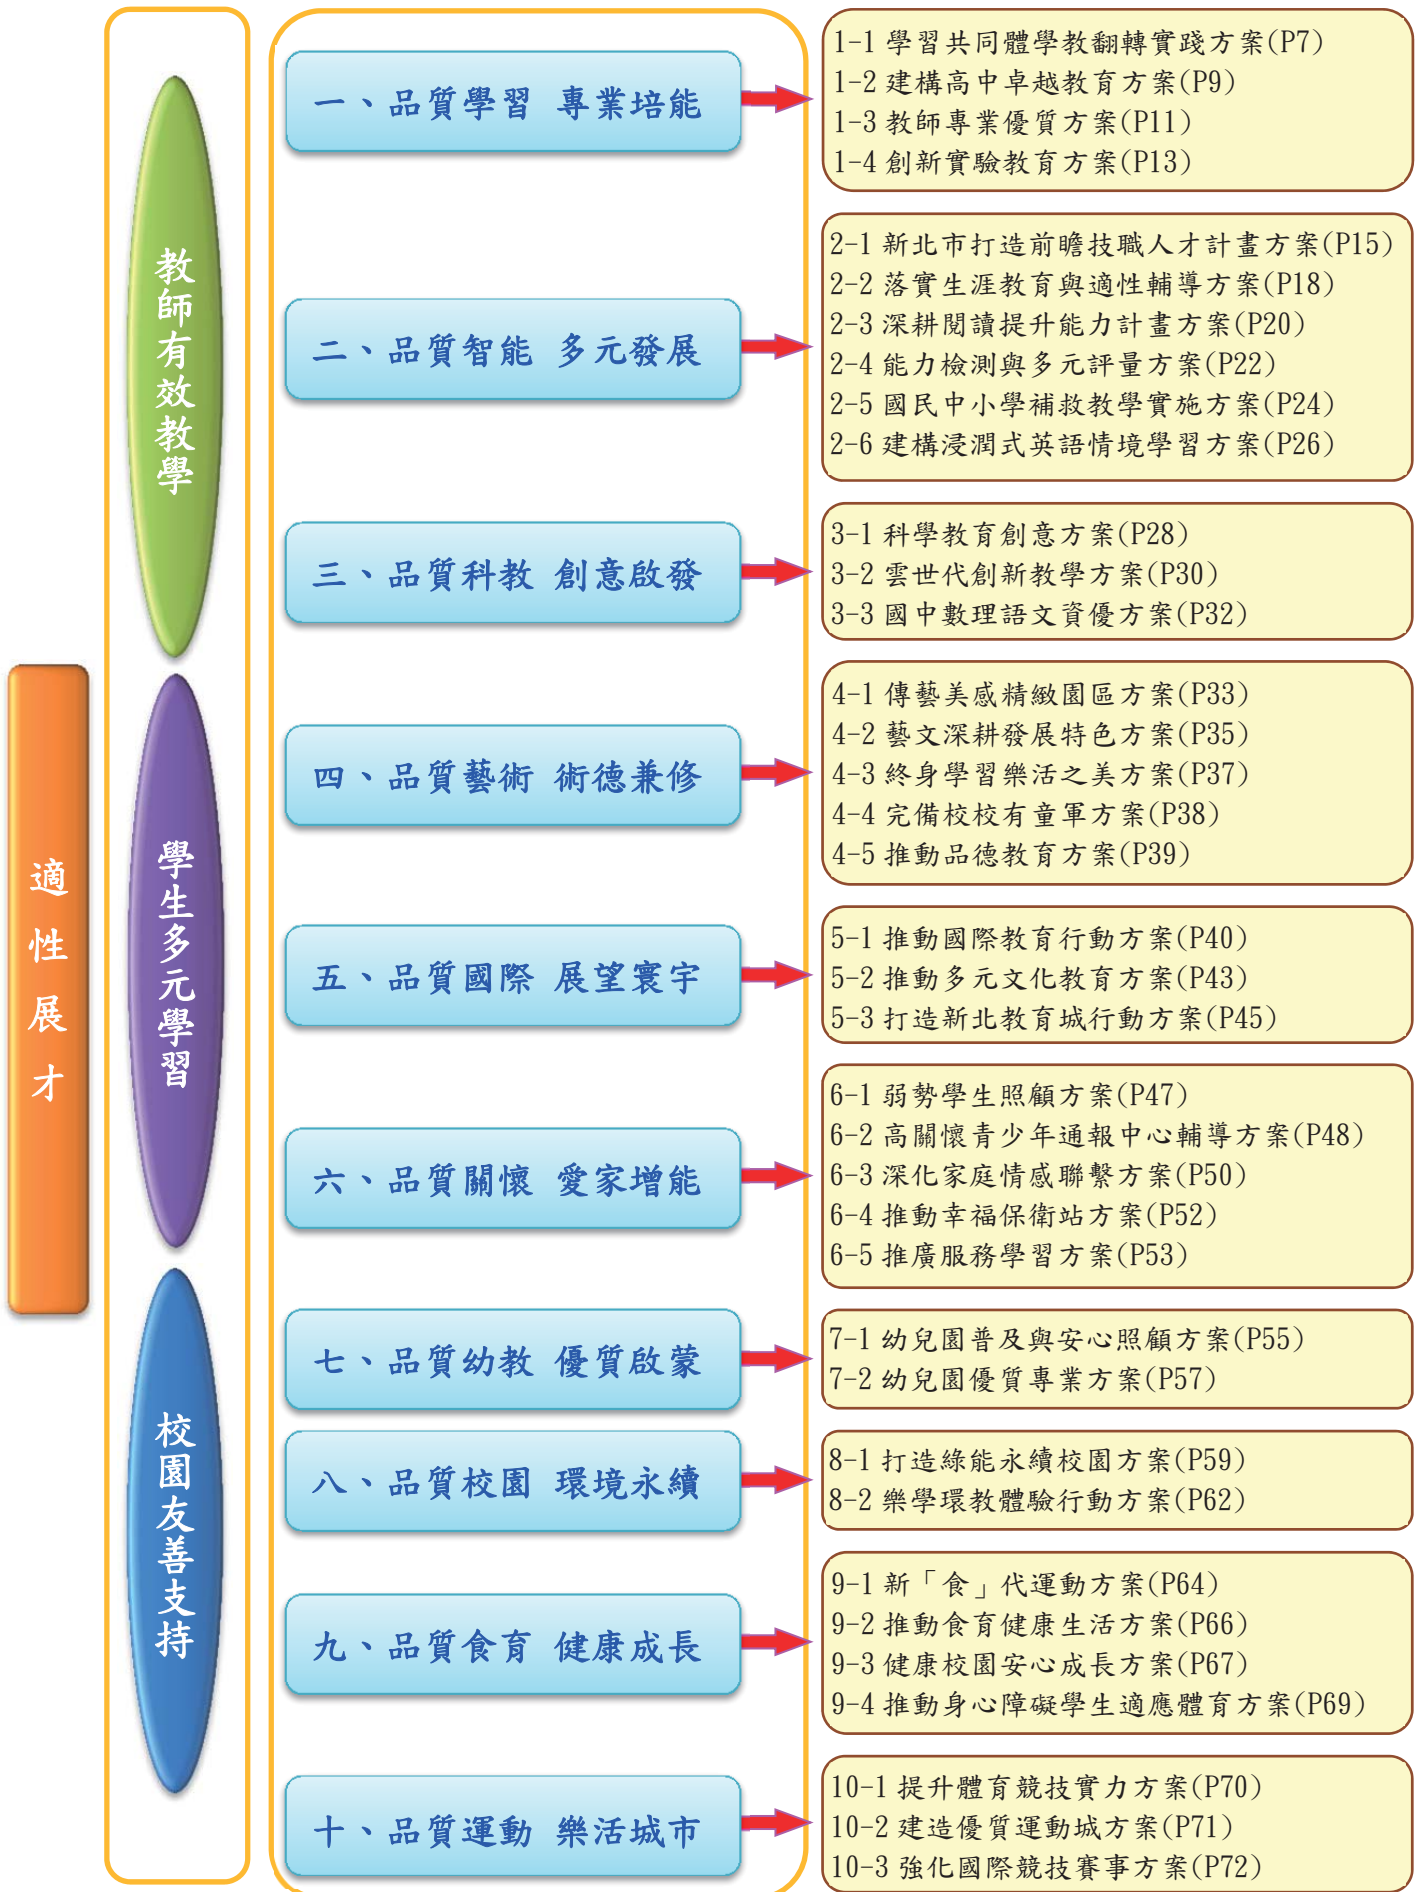 適性展才
教師有效教學
學生多元學習
校園友善支持
一、品質學習 專業培能
1-1 學習共同體學教翻轉實踐方案(P7)
1-2 建構高中卓越教育方案(P9)
1-3 教師專業優質方案(P11)
1-4 創新實驗教育方案(P13)
二、品質智能 多元發展
2-1 新北市打造前瞻技職人才計畫方案(P15)
2-2 落實生涯教育與適性輔導方案(P18)
2-3 深耕閱讀提升能力計畫方案(P20)
2-4 能力檢測與多元評量方案(P22)
2-5 國民中小學補救教學實施方案(P24)
2-6 建構浸潤式英語情境學習方案(P26)
三、品質科教 創意啟發
3-1 科學教育創意方案(P28)
3-2 雲世代創新教學方案(P30)
3-3 國中數理語文資優方案(P32)
四、品質藝術 術德兼修
4-1 傳藝美感精緻園區方案(P33)
4-2 藝文深耕發展特色方案(P35)
4-3 終身學習樂活之美方案(P37)
4-4 完備校校有童軍方案(P38)
4-5 推動品德教育方案(P39)
五、品質國際 展望寰宇
5-1 推動國際教育行動方案(P40)
5-2 推動多元文化教育方案(P43)
5-3 打造新北教育城行動方案(P45)
六、品質關懷 愛家增能
6-1 弱勢學生照顧方案(P47)
6-2 高關懷青少年通報中心輔導方案(P48)
6-3 深化家庭情感聯繫方案(P50)
6-4 推動幸福保衛站方案(P52)
6-5 推廣服務學習方案(P53)
七、品質幼教 優質啟蒙
7-1 幼兒園普及與安心照顧方案(P55)
7-2 幼兒園優質專業方案(P57)
八、品質校園 環境永續
8-1 打造綠能永續校園方案(P59)
8-2 樂學環教體驗行動方案(P62)
九、品質食育 健康成長
9-1 新「食」代運動方案(P64)
9-2 推動食育健康生活方案(P66)
9-3 健康校園安心成長方案(P67)
9-4 推動身心障礙學生適應體育方案(P69)
十、品質運動 樂活城市
10-1 提升體育競技實力方案(P70)
10-2 建造優質運動城方案(P71)
10-3 強化國際競技賽事方案(P72)